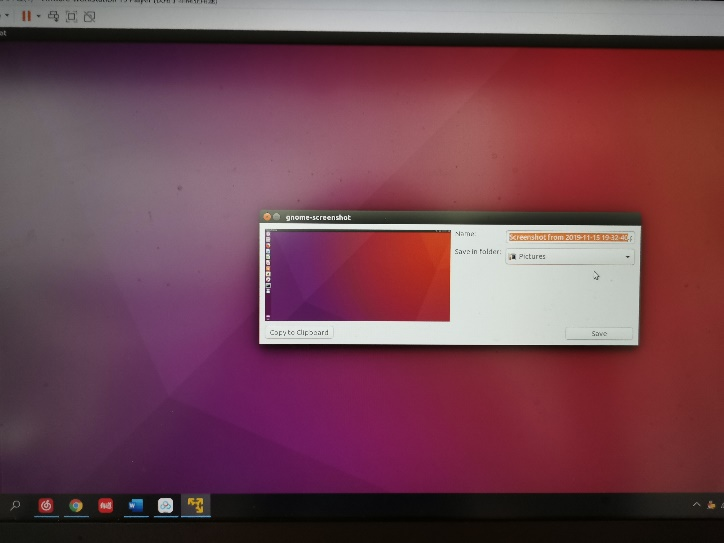 ot
gnome-screenshot
Name:
Screenshot from 2019-11-15 19-32-40
Save in folder:
Pictures
Copy to Clipboard
Save